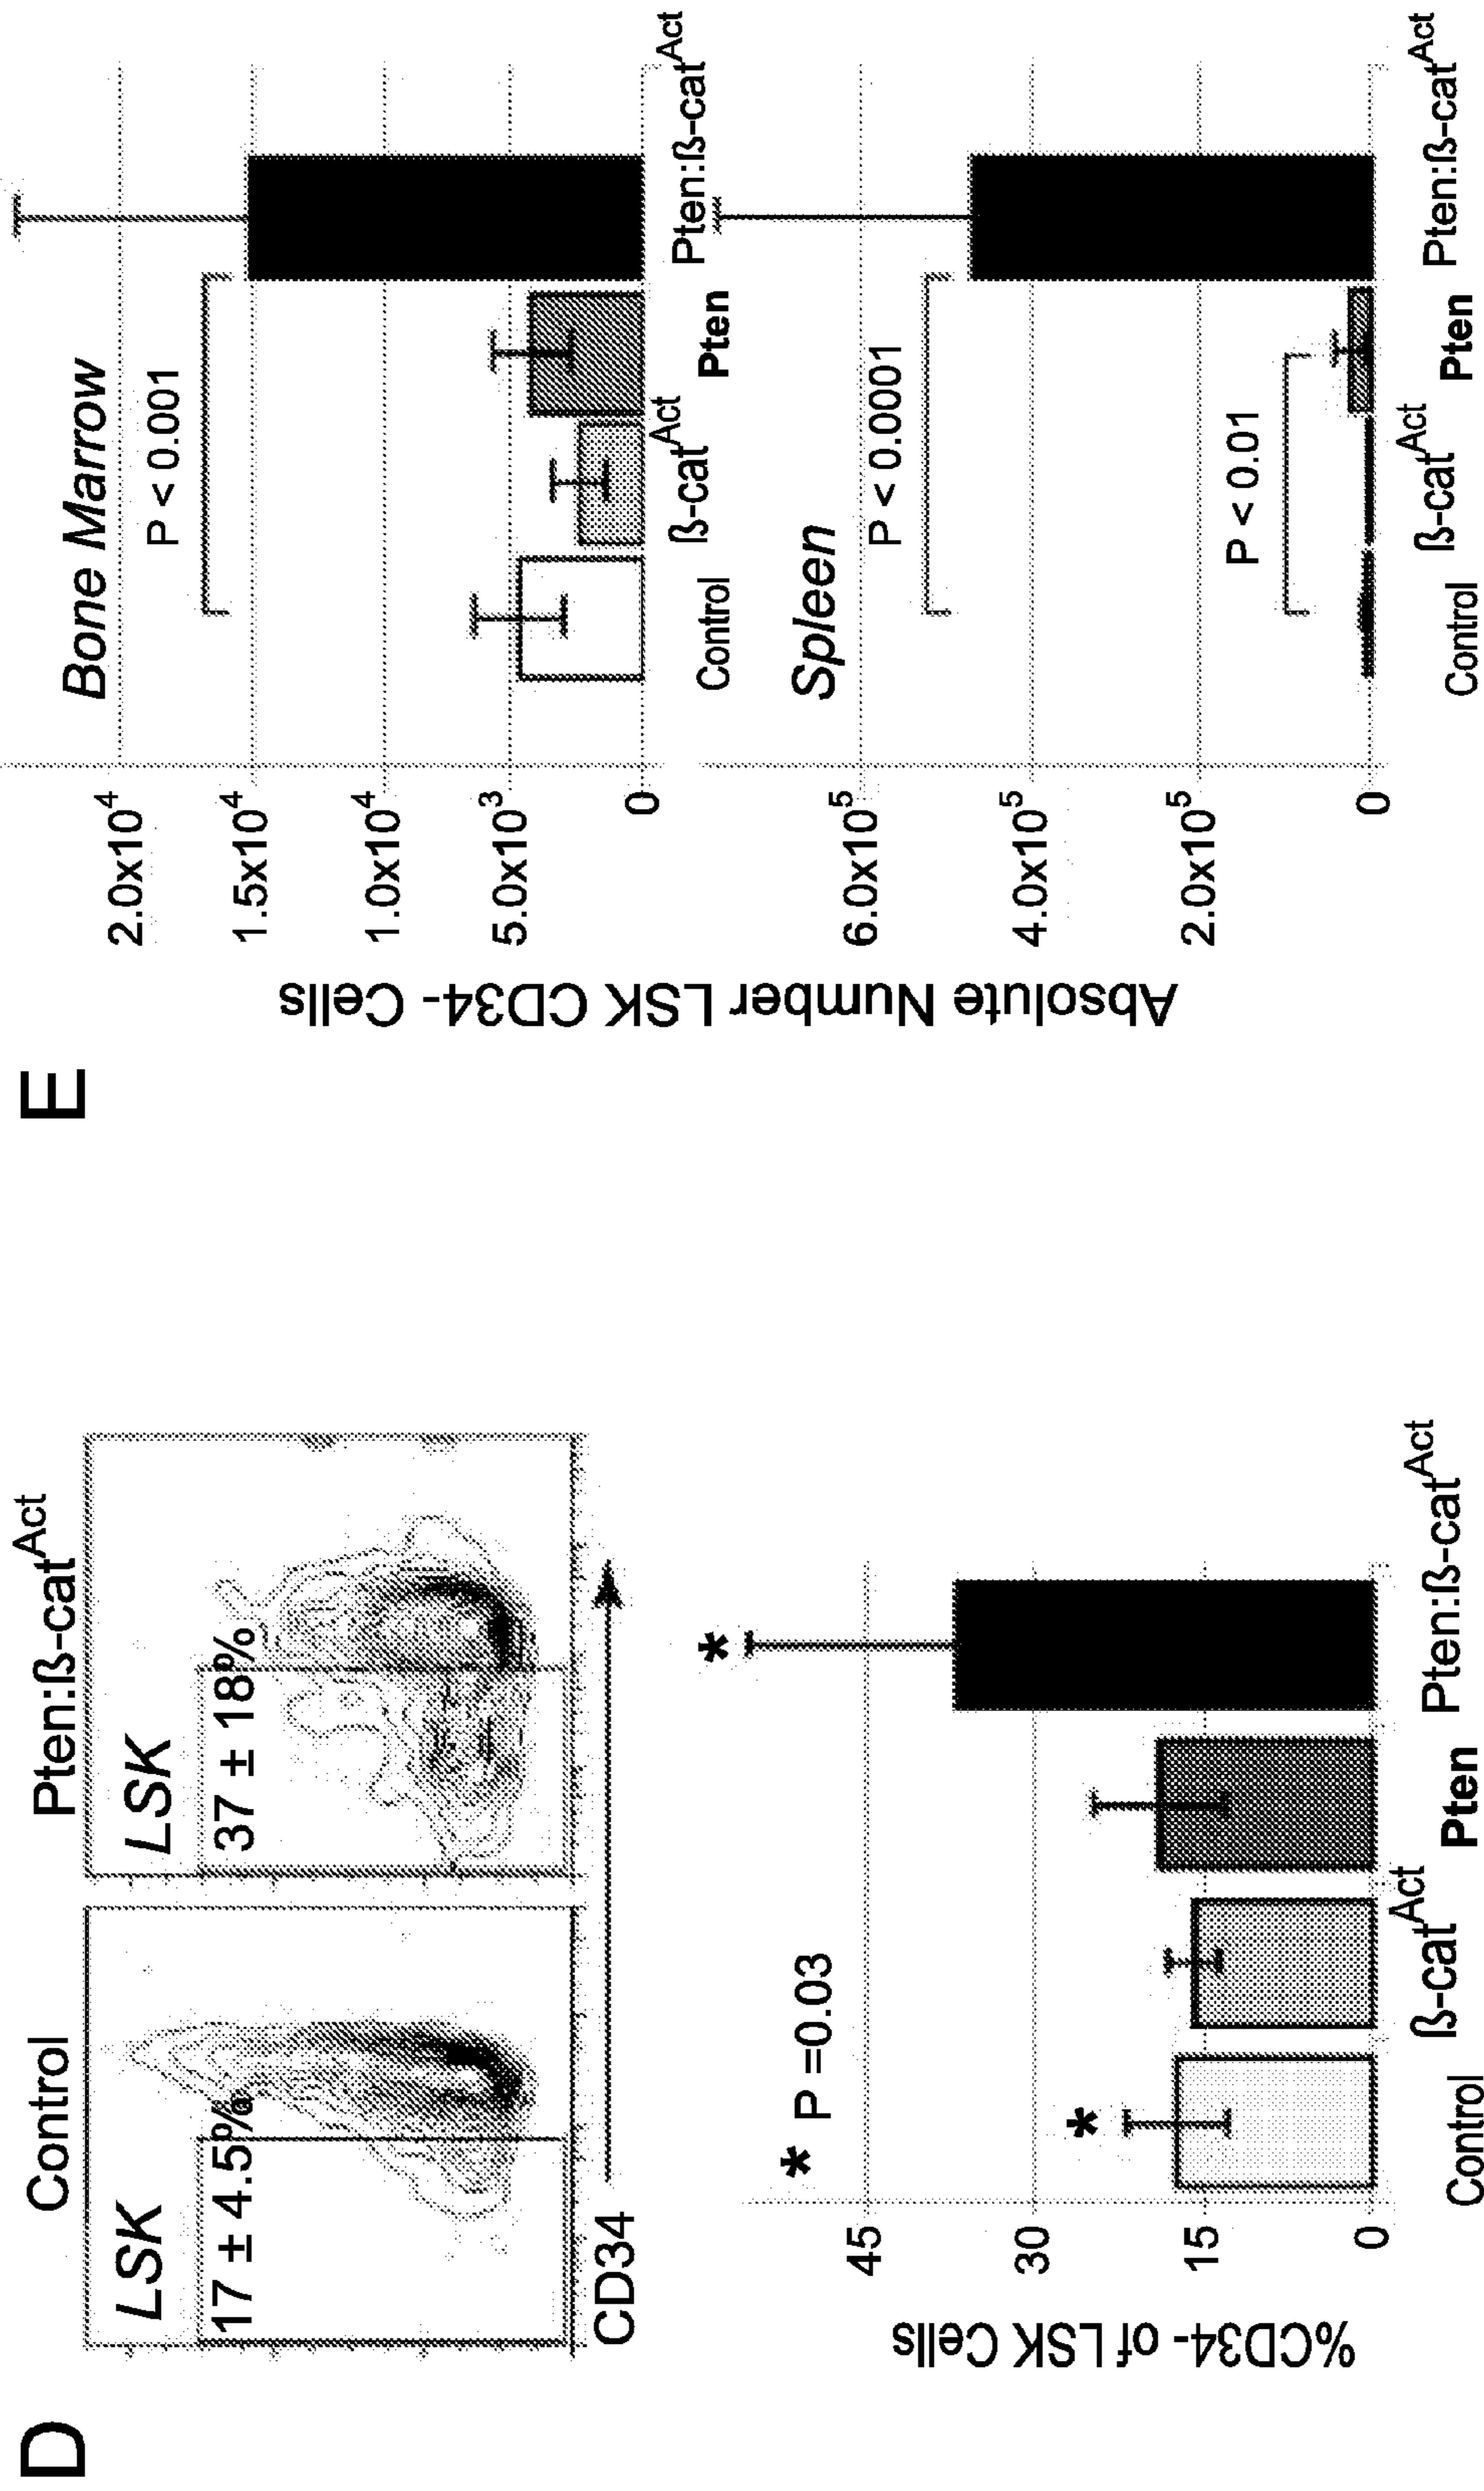 D
Control
Pten:ß-cat^Act
LSK
17 ± 4.5%
LSK
37 ± 18%
CD34
%CD34- of LSK Cells
45
30
15
0
* P =0.03
*
*
Control
ß-cat^Act
Pten
Pten:ß-cat^Act
E
Absolute Number LSK CD34- Cells
Bone Marrow
2.0x10^4
1.5x10^4
1.0x10^4
5.0x10^3
0
P < 0.001
Control
ß-cat^Act
Pten
Pten:ß-cat^Act
Spleen
6.0x10^5
4.0x10^5
2.0x10^5
0
P < 0.0001
P < 0.01
Control
ß-cat^Act
Pten
Pten:ß-cat^Act